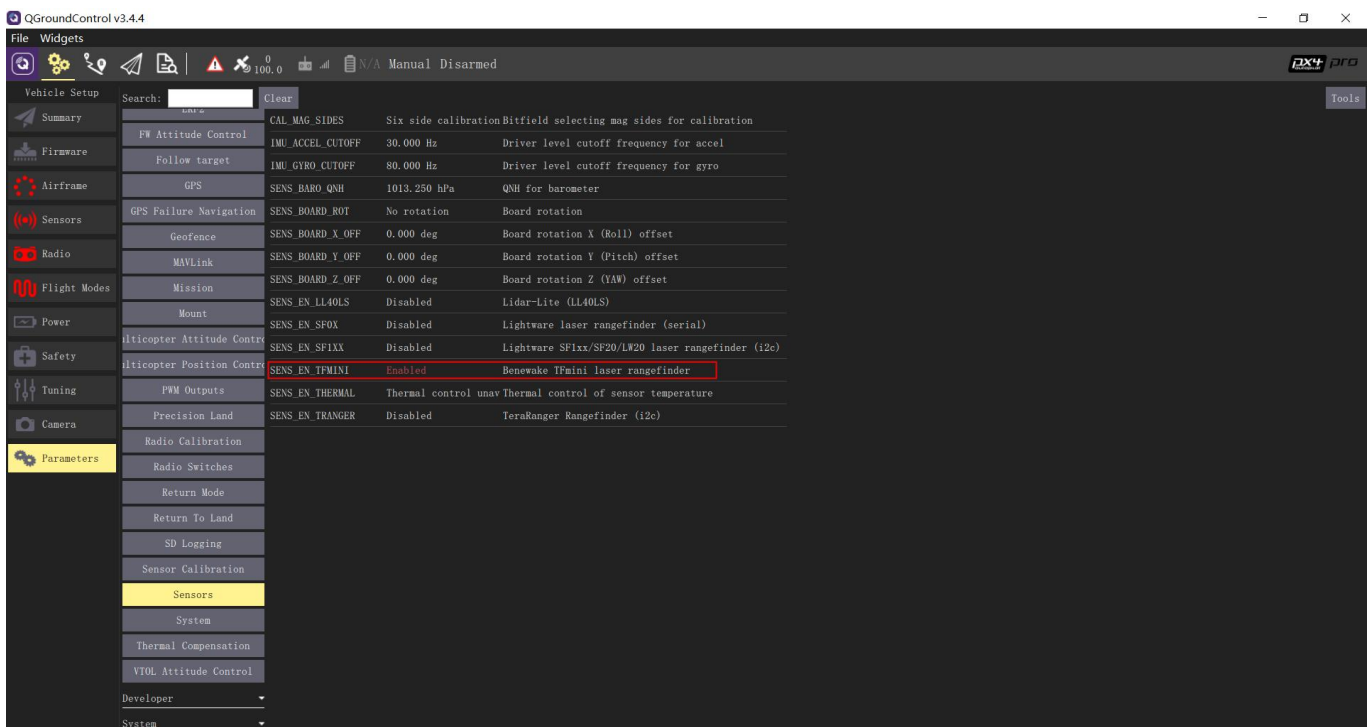 QGroundControl v3.4.4
File Widgets
0
100.0
N/A Manual Disarmed
px4 pro
Vehicle Setup
Summary
Firmware
Airframe
Sensors
Radio
Flight Modes
Power
Safety
Tuning
Camera
Parameters
Search:
Clear
Tools
FW Attitude Control
Follow target
GPS
GPS Failure Navigation
Geofence
MAVLink
Mission
Mount
lticopter Attitude Contr
lticopter Position Contr
PWM Outputs
Precision Land
Radio Calibration
Radio Switches
Return Mode
Return To Land
SD Logging
Sensor Calibration
Sensors
System
Thermal Compensation
VTOL Attitude Control
Developer
System
CAL_MAG_SIDES Six side calibration Bitfield selecting mag sides for calibration
IMU_ACCEL_CUTOFF 30.000 Hz Driver level cutoff frequency for accel
IMU_GYRO_CUTOFF 80.000 Hz Driver level cutoff frequency for gyro
SENS_BARO_QNH 1013.250 hPa QNH for barometer
SENS_BOARD_ROT No rotation Board rotation
SENS_BOARD_X_OFF 0.000 deg Board rotation X (Roll) offset
SENS_BOARD_Y_OFF 0.000 deg Board rotation Y (Pitch) offset
SENS_BOARD_Z_OFF 0.000 deg Board rotation Z (YAW) offset
SENS_EN_LL40LS Disabled Lidar-Lite (LL40LS)
SENS_EN_SF0X Disabled Lightware laser rangefinder (serial)
SENS_EN_SF1XX Disabled Lightware SF1xx/SF20/LW20 laser rangefinder (i2c)
SENS_EN_TFMINI Enabled Benewake TFmini laser rangefinder
SENS_EN_THERMAL Thermal control unav Thermal control of sensor temperature
SENS_EN_TRANGER Disabled TeraRanger Rangefinder (i2c)